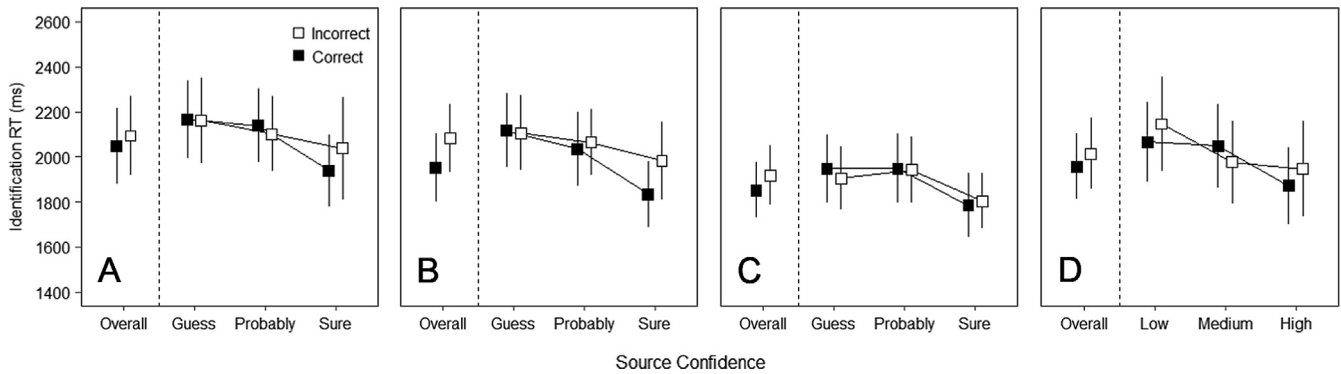 2600
2400
2200
2000
1800
1600
1400
Identification RT (ms)
Incorrect
Correct
A
B
C
D
Overall Guess Probably Sure
Overall Guess Probably Sure
Overall Guess Probably Sure
Overall Low Medium High
Source Confidence